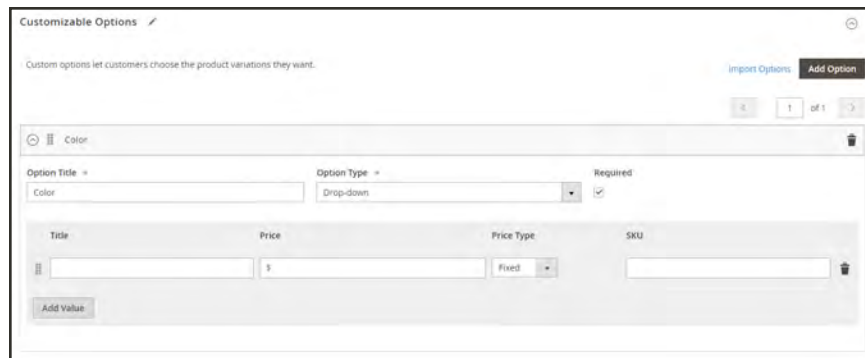 Customizable Options
Custom options let customers choose the product variations they want.
Import Options
Add Option
1 of 1
Color
Option Title *
Option Type *
Required
Color
Drop-down
Title
Price
Price Type
SKU
$
Fixed
Add Value